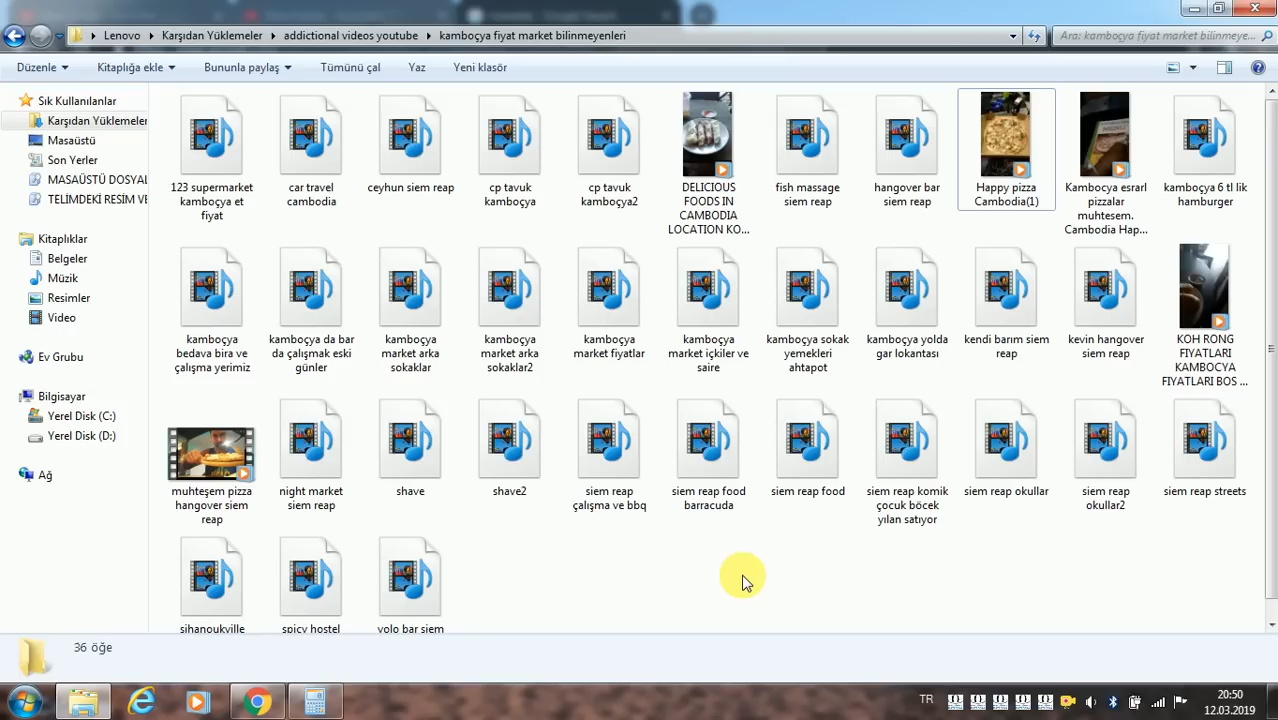 Lenovo ▸ Karşıdan Yüklemeler ▸ addictional videos youtube ▸ kamboçya fiyat market bilinmeyenleri
Ara: kamboçya fiyat market bilinmeye...
Düzenle Kitaplığa ekle Bununla paylaş Tümünü çal Yaz Yeni klasör
Sık Kullanılanlar
Karşıdan Yüklemeler
Masaüstü
Son Yerler
MASAÜSTÜ DOSYAL
TELİMDEKİ RESİM VE
Kitaplıklar
Belgeler
Müzik
Resimler
Video
Ev Grubu
Bilgisayar
Yerel Disk (C:)
Yerel Disk (D:)
Ağ
123 supermarket
kamboçya et
fiyat
car travel
cambodia
ceyhun siem reap
cp tavuk
kamboçya
cp tavuk
kamboçya2
DELICIOUS
FOODS IN
CAMBODIA
LOCATION KO...
fish massage
siem reap
hangover bar
siem reap
Happy pizza
Cambodia(1)
Kambocya esrarl
pizzalar
muhtesem.
Cambodia Hap...
kamboçya 6 tl lik
hamburger
kamboçya
bedava bira ve
çalışma yerimiz
kamboçya da bar
da çalışmak eski
günler
kamboçya
market arka
sokaklar
kamboçya
market arka
sokaklar2
kamboçya
market fiyatlar
kamboçya
market içkiler ve
saire
kamboçya sokak
yemekleri
ahtapot
kamboçya yolda
gar lokantası
kendi barım siem
reap
kevin hangover
siem reap
KOH RONG
FIYATLARI
KAMBOCYA
FIYATLARI BOS ...
muhteşem pizza
hangover siem
reap
night market
siem reap
shave
shave2
siem reap
çalışma ve bbq
siem reap food
barracuda
siem reap food
siem reap komik
çocuk böcek
yılan satıyor
siem reap okullar
siem reap
okullar2
siem reap streets
sihanoukville
spicy hostel
yolo bar siem
36 öğe
TR
20:50
12.03.2019